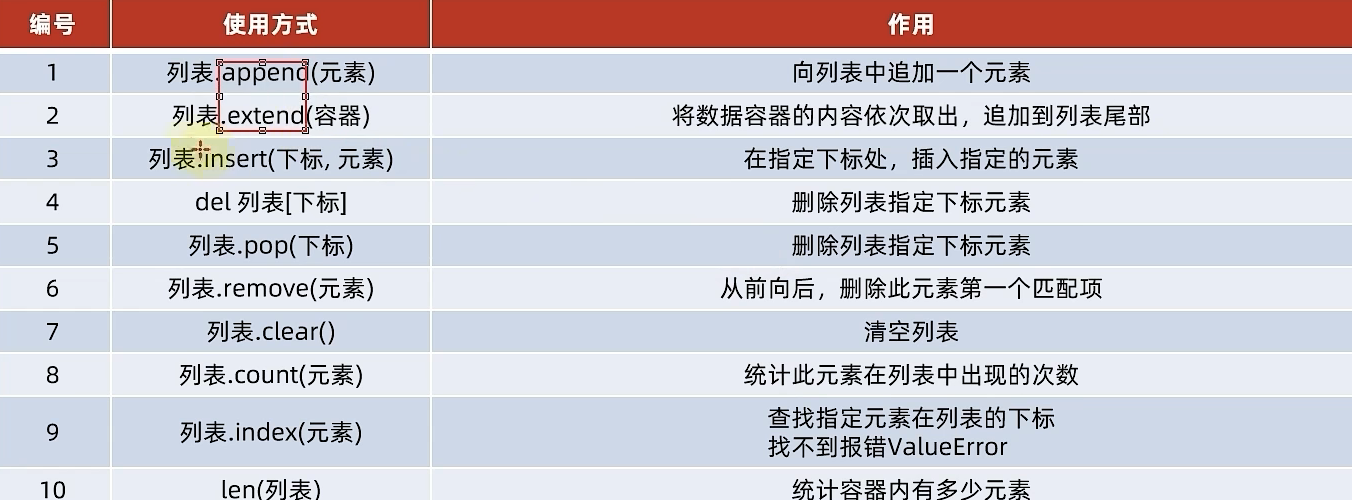 编号 使用方式 作用
1 列表.append(元素) 向列表中追加一个元素
2 列表.extend(容器) 将数据容器的内容依次取出，追加到列表尾部
3 列表.insert(下标, 元素) 在指定下标处，插入指定的元素
4 del 列表[下标] 删除列表指定下标元素
5 列表.pop(下标) 删除列表指定下标元素
6 列表.remove(元素) 从前向后，删除此元素第一个匹配项
7 列表.clear() 清空列表
8 列表.count(元素) 统计此元素在列表中出现的次数
9 列表.index(元素) 查找指定元素在列表的下标
找不到报错ValueError
10 len(列表) 统计容器内有多少元素